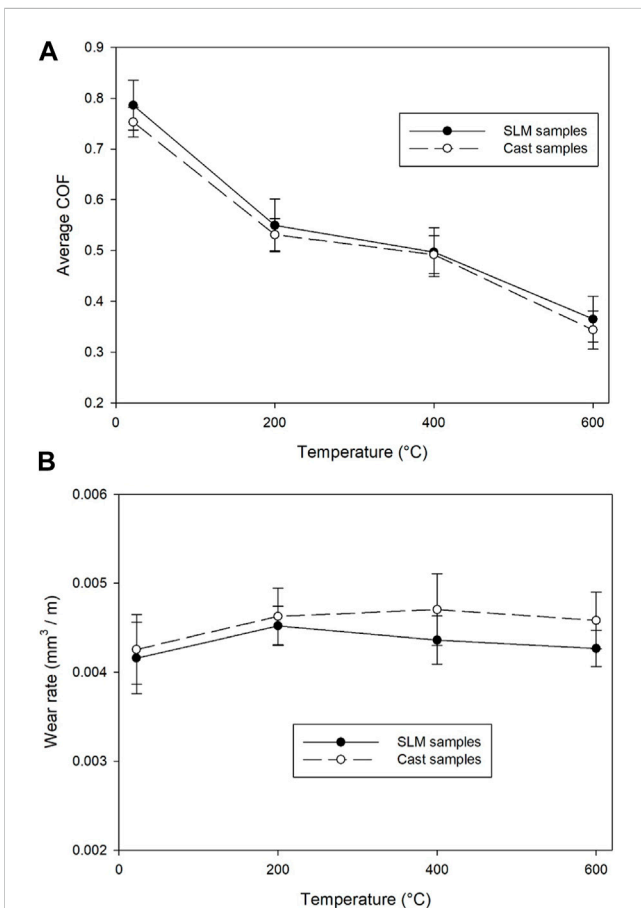 A
0.9
0.8
0.7
0.6
0.5
0.4
0.3
0.2
Average COF
SLM samples
Cast samples
0
200
400
600
Temperature (°C)
B
0.006
0.005
0.004
0.003
0.002
Wear rate (mm³ / m)
SLM samples
Cast samples
0
200
400
600
Temperature (°C)